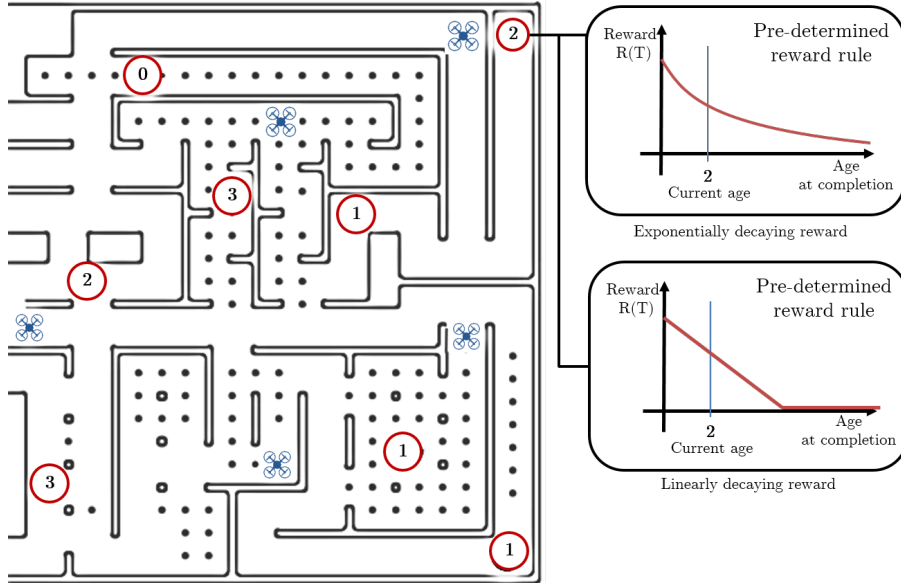 2
0
3
1
2
1
3
1
Reward
R(T)
Pre-determined
reward rule
2
Current age
Age
at completion
Exponentially decaying reward
Reward
R(T)
Pre-determined
reward rule
2
Current age
Age
at completion
Linearly decaying reward